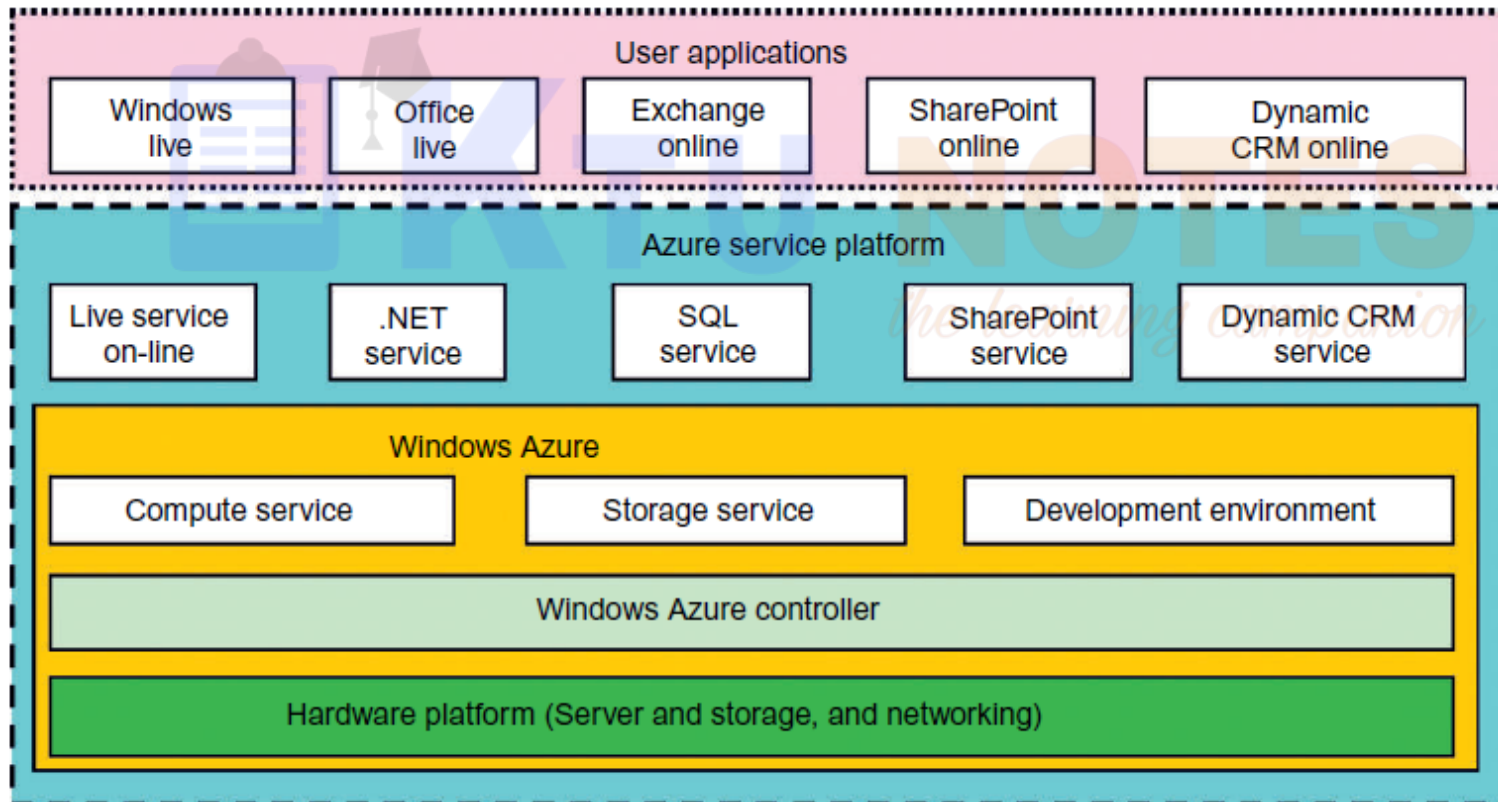 User applications
Windows
live
Office
live
Exchange
online
SharePoint
online
Dynamic
CRM online
KTU NOTES
the learning companion
Azure service platform
Live service
on-line
.NET
service
SQL
service
SharePoint
service
Dynamic CRM
service
Windows Azure
Compute service
Storage service
Development environment
Windows Azure controller
Hardware platform (Server and storage, and networking)